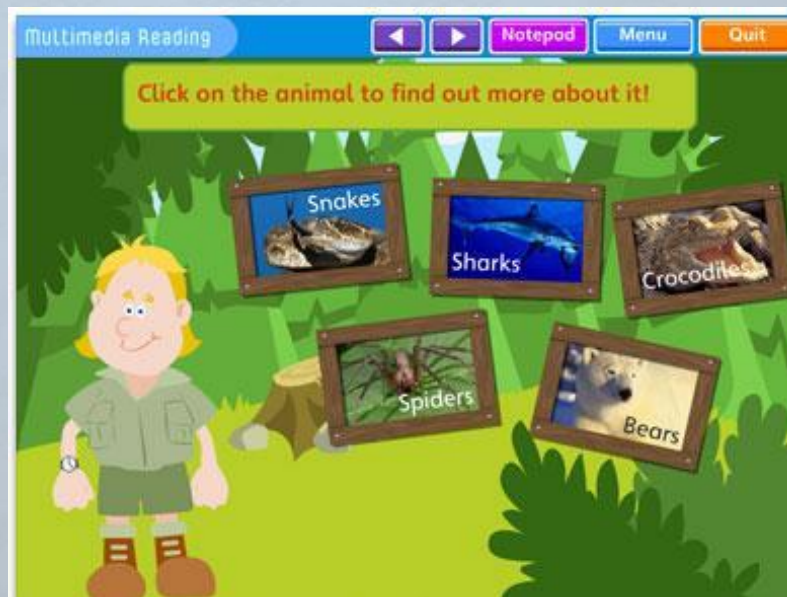 Multimedia Reading
Notepad
Menu
Quit
Click on the animal to find out more about it!
Snakes
Sharks
Crocodiles
Spiders
Bears